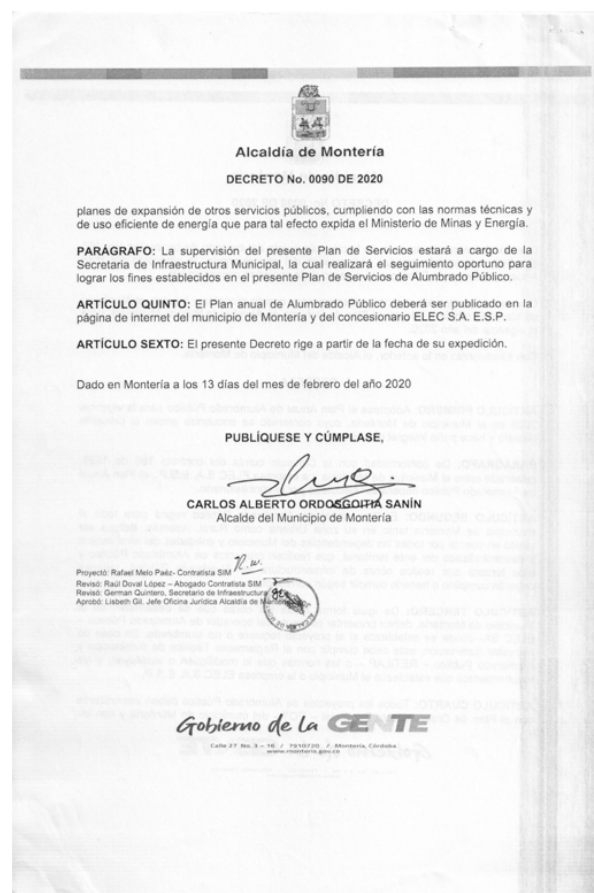 Alcaldía de Montería
DECRETO No. 0090 DE 2020
planes de expansión de otros servicios públicos, cumpliendo con las normas técnicas y
de uso eficiente de energía que para tal efecto expida el Ministerio de Minas y Energía.
PARÁGRAFO: La supervisión del presente Plan de Servicios estará a cargo de la
Secretaria de Infraestructura Municipal, la cual realizará el seguimiento oportuno para
lograr los fines establecidos en el presente Plan de Servicios de Alumbrado Público.
ARTÍCULO QUINTO: El Plan anual de Alumbrado Público deberá ser publicado en la
página de internet del municipio de Montería y del concesionario ELEC S.A. E.S.P.
ARTÍCULO SEXTO: El presente Decreto rige a partir de la fecha de su expedición.
Dado en Montería a los 13 días del mes de febrero del año 2020
PUBLÍQUESE Y CÚMPLASE,
CARLOS ALBERTO ORDOSGOITIA SANÍN
Alcalde del Municipio de Montería
Proyectó: Rafael Melo Paéz- Contratista SIM
Revisó: Raúl Doval López – Abogado Contratista SIM
Revisó: German Quintero, Secretario de Infraestructura
Aprobó: Lisbeth Gil. Jefe Oficina Jurídica Alcaldía de
Gobierno de la GENTE
Calle 27 No. 3 – 16 / 7910720 / Montería, Córdoba
www.monteria.gov.co